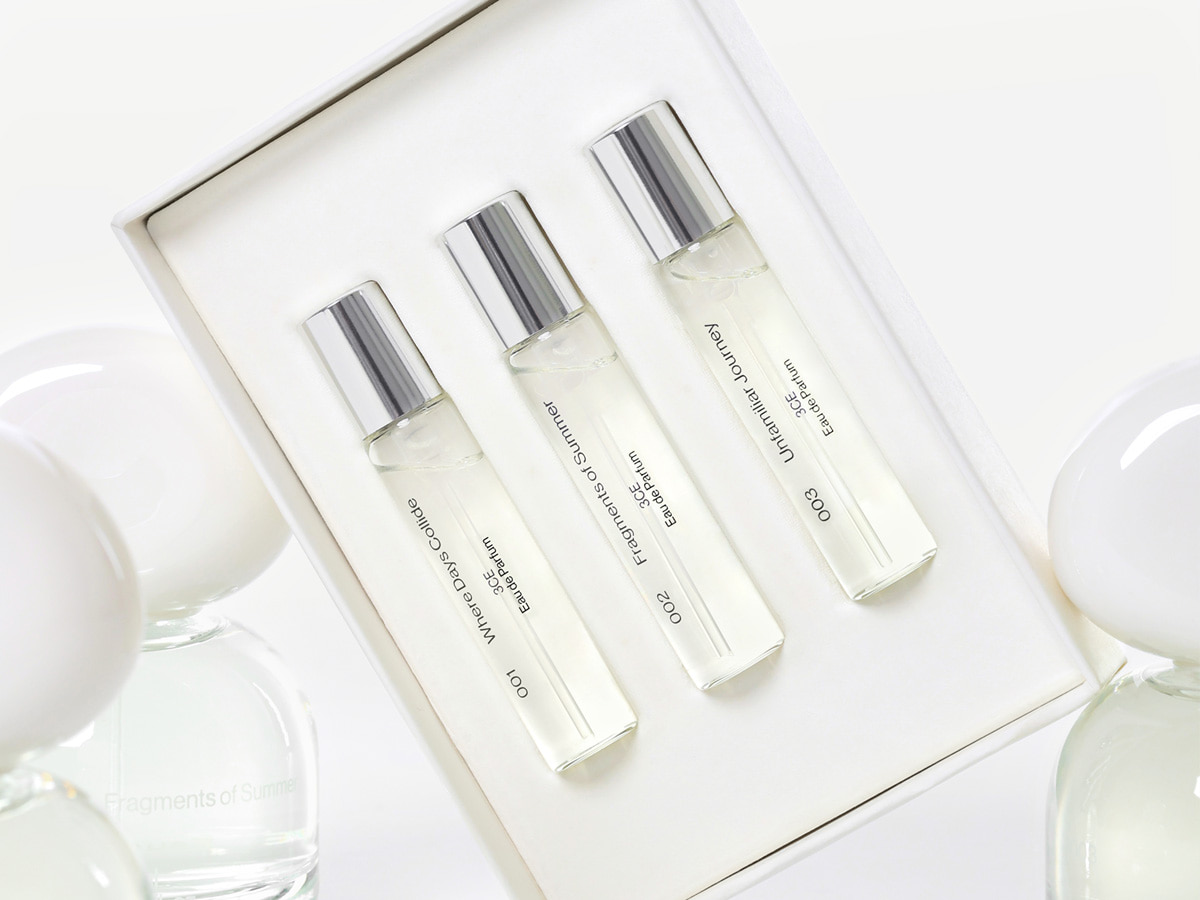 001 Where Days Collide
3CE
Eau de Parfum
002 Fragments of Summer
3CE
Eau de Parfum
003 Unfamiliar Journey
3CE
Eau de Parfum
Fragments of Summer